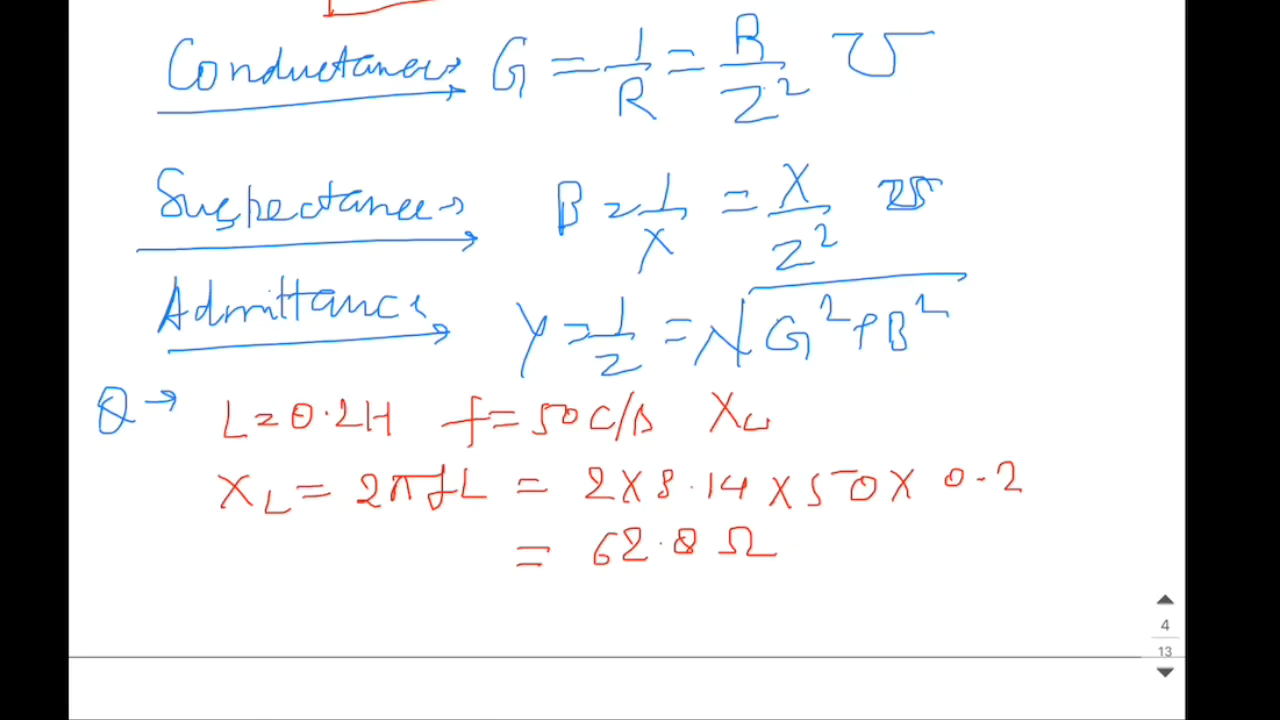 Conductance → G = 1/R = R/Z² ℧
Suspectance → B = 1/X = X/Z² ℧
Admittance → Y = 1/Z = √G²+B²
Q → L = 0.2H f = 50 C/s X_L
X_L = 2πfL = 2 X 3.14 X 50 X 0.2
= 62.8 Ω
4
13